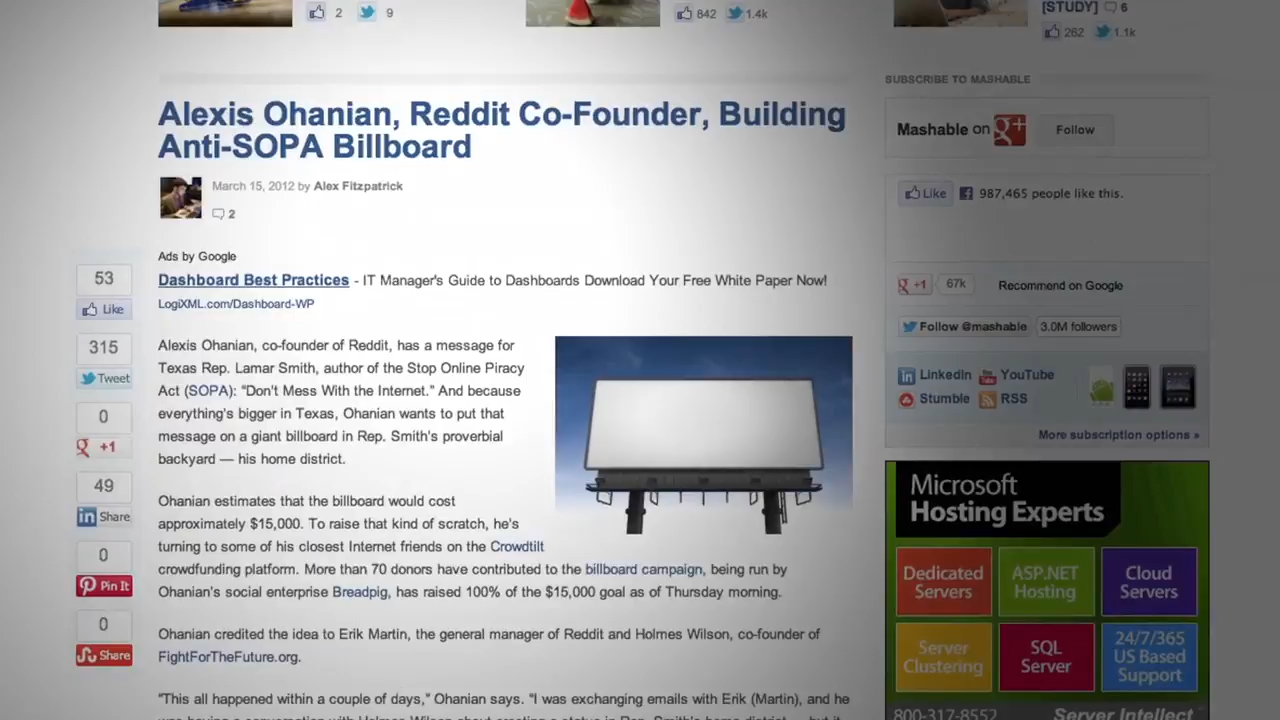 2
9
842
1.4k
[STUDY] 6
262
1.1k
SUBSCRIBE TO MASHABLE
Alexis Ohanian, Reddit Co-Founder, Building
Anti-SOPA Billboard
Mashable on g+ Follow
March 15, 2012 by Alex Fitzpatrick
2
Like 987,465 people like this.
Ads by Google
Dashboard Best Practices - IT Manager's Guide to Dashboards Download Your Free White Paper Now!
LogiXML.com/Dashboard-WP
g +1 67k Recommend on Google
Follow @mashable 3.0M followers
53
Like
315
Tweet
0
g +1
49
in Share
0
Pin It
0
Share
Alexis Ohanian, co-founder of Reddit, has a message for
Texas Rep. Lamar Smith, author of the Stop Online Piracy
Act (SOPA): “Don't Mess With the Internet.” And because
everything's bigger in Texas, Ohanian wants to put that
message on a giant billboard in Rep. Smith's proverbial
backyard — his home district.
Ohanian estimates that the billboard would cost
approximately $15,000. To raise that kind of scratch, he's
turning to some of his closest Internet friends on the Crowdtilt
crowdfunding platform. More than 70 donors have contributed to the billboard campaign, being run by
Ohanian's social enterprise Breadpig, has raised 100% of the $15,000 goal as of Thursday morning.
Ohanian credited the idea to Erik Martin, the general manager of Reddit and Holmes Wilson, co-founder of
FightForTheFuture.org.
“This all happened within a couple of days,” Ohanian says. “I was exchanging emails with Erik (Martin), and he
in LinkedIn You Tube YouTube
Stumble RSS
More subscription options »
Microsoft
Hosting Experts
Dedicated
Servers
ASP.NET
Hosting
Cloud
Servers
Server
Clustering
SQL
Server
24/7/365
US Based
Support
800-317-8552 Server Intellect